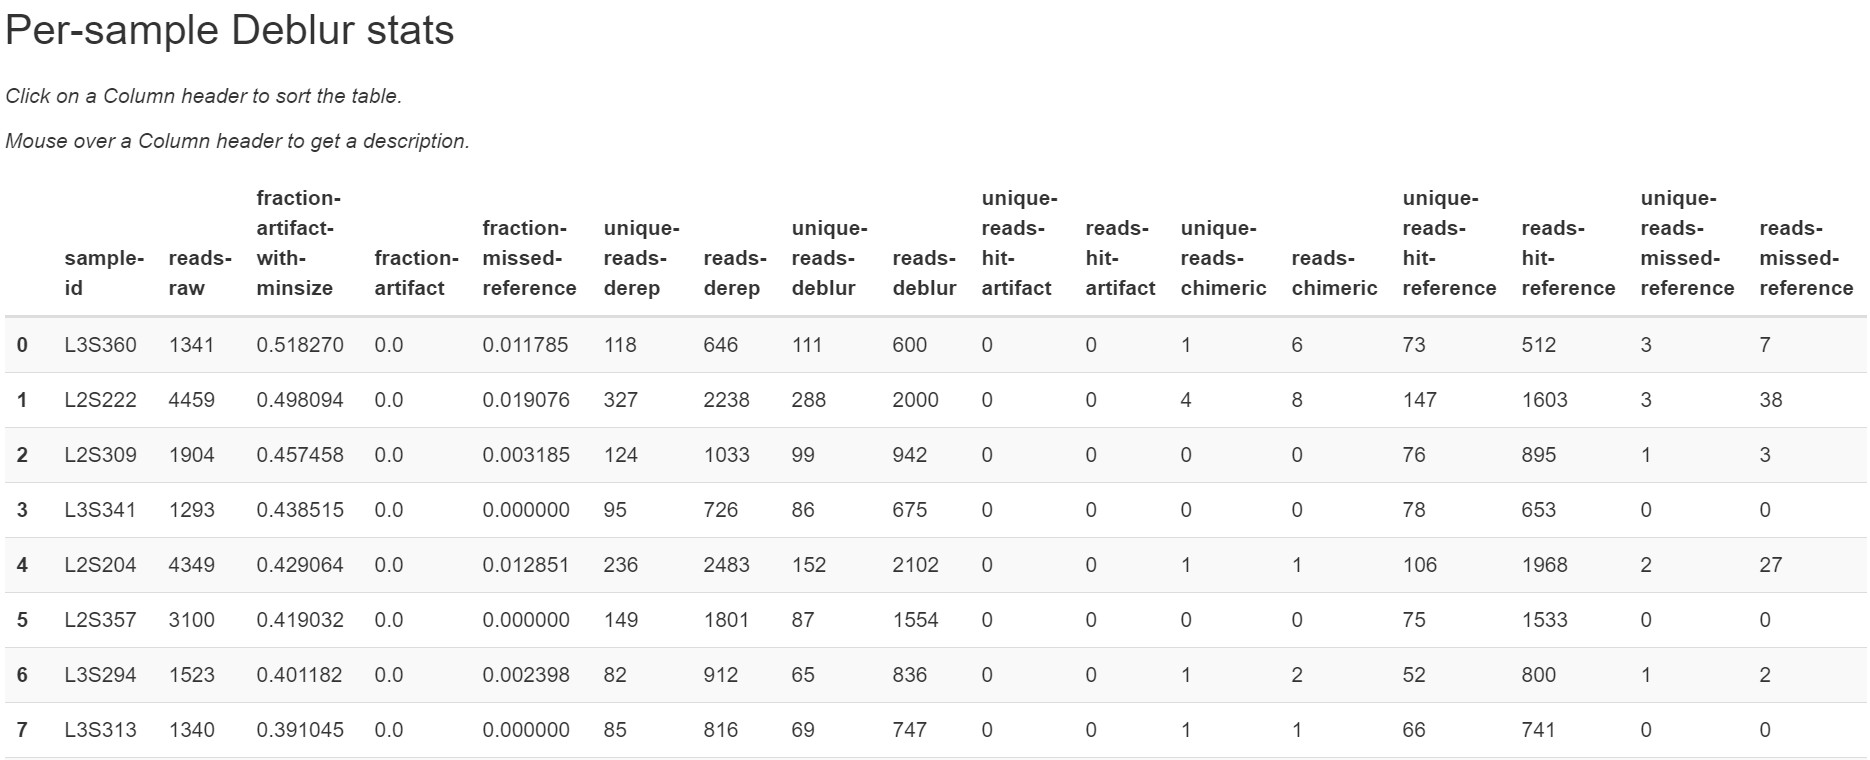 Per-sample Deblur stats
Click on a Column header to sort the table.
Mouse over a Column header to get a description.
sample-id reads-raw fraction-artifact-with-minsize fraction-artifact fraction-missed-reference unique-reads-derep reads-derep unique-reads-deblur reads-deblur unique-reads-hit-artifact reads-hit-artifact unique-reads-chimeric reads-chimeric unique-reads-hit-reference reads-hit-reference unique-reads-missed-reference reads-missed-reference
0 L3S360 1341 0.518270 0.0 0.011785 118 646 111 600 0 0 1 6 73 512 3 7
1 L2S222 4459 0.498094 0.0 0.019076 327 2238 288 2000 0 0 4 8 147 1603 3 38
2 L2S309 1904 0.457458 0.0 0.003185 124 1033 99 942 0 0 0 0 76 895 1 3
3 L3S341 1293 0.438515 0.0 0.000000 95 726 86 675 0 0 0 0 78 653 0 0
4 L2S204 4349 0.429064 0.0 0.012851 236 2483 152 2102 0 0 1 1 106 1968 2 27
5 L2S357 3100 0.419032 0.0 0.000000 149 1801 87 1554 0 0 0 0 75 1533 0 0
6 L3S294 1523 0.401182 0.0 0.002398 82 912 65 836 0 0 1 2 52 800 1 2
7 L3S313 1340 0.391045 0.0 0.000000 85 816 69 747 0 0 1 1 66 741 0 0